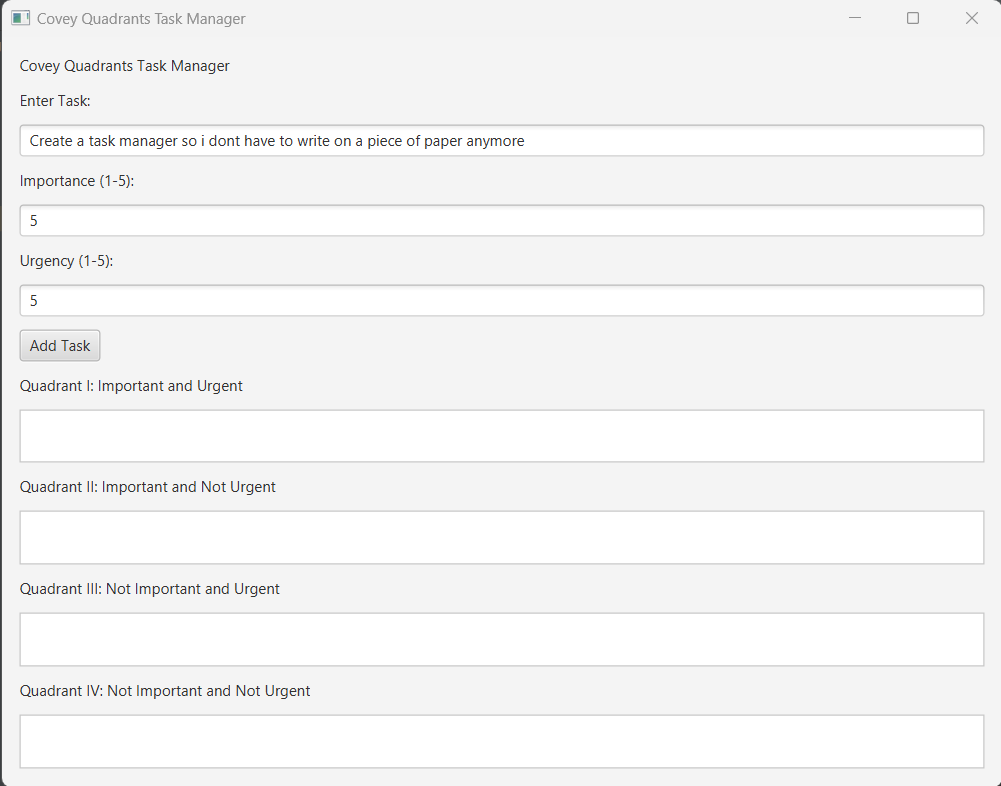 Covey Quadrants Task Manager
Covey Quadrants Task Manager
Enter Task:
Create a task manager so i dont have to write on a piece of paper anymore
Importance (1-5):
5
Urgency (1-5):
5
Add Task
Quadrant I: Important and Urgent
Quadrant II: Important and Not Urgent
Quadrant III: Not Important and Urgent
Quadrant IV: Not Important and Not Urgent